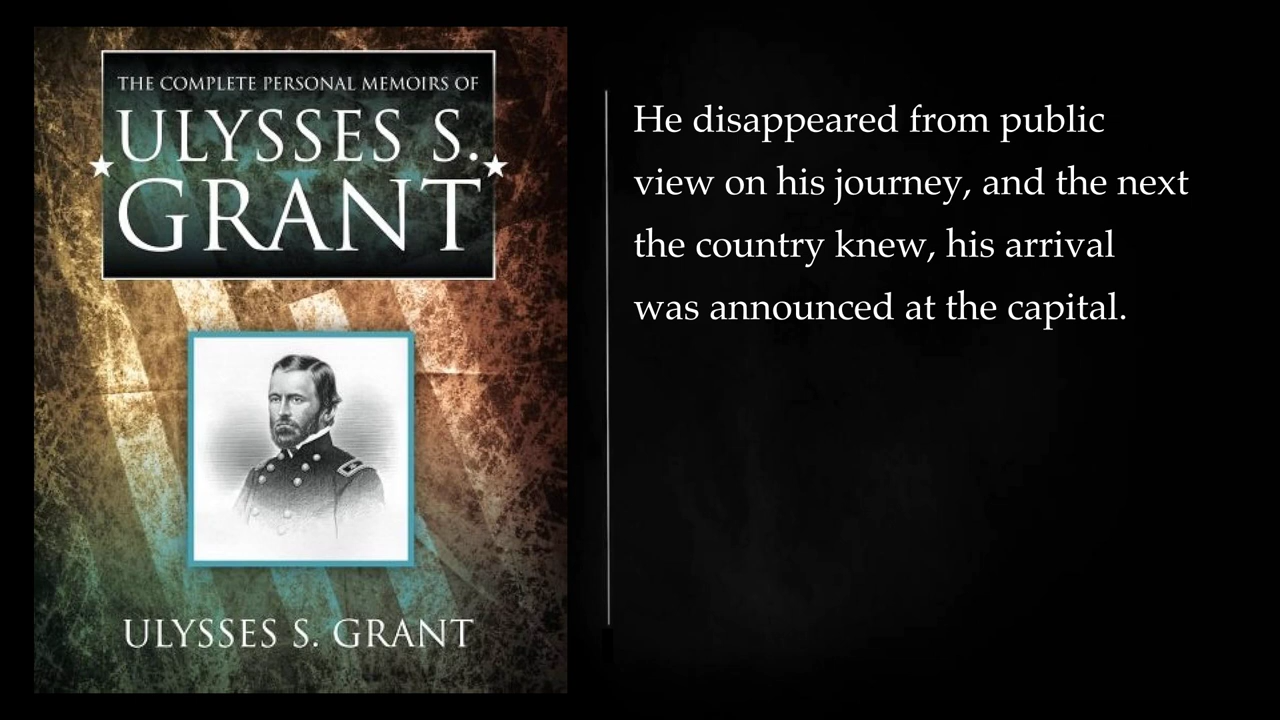 THE COMPLETE PERSONAL MEMOIRS OF
ULYSSES S.
GRANT
ULYSSES S. GRANT
He disappeared from public
view on his journey, and the next
the country knew, his arrival
was announced at the capital.